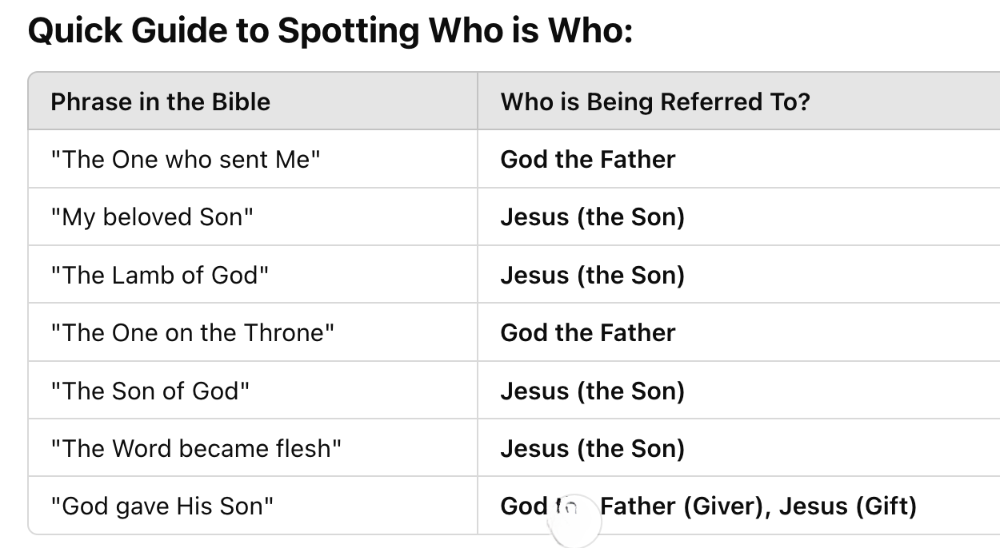 Quick Guide to Spotting Who is Who:
Phrase in the Bible Who is Being Referred To?
"The One who sent Me" God the Father
"My beloved Son" Jesus (the Son)
"The Lamb of God" Jesus (the Son)
"The One on the Throne" God the Father
"The Son of God" Jesus (the Son)
"The Word became flesh" Jesus (the Son)
"God gave His Son" God Father (Giver), Jesus (Gift)